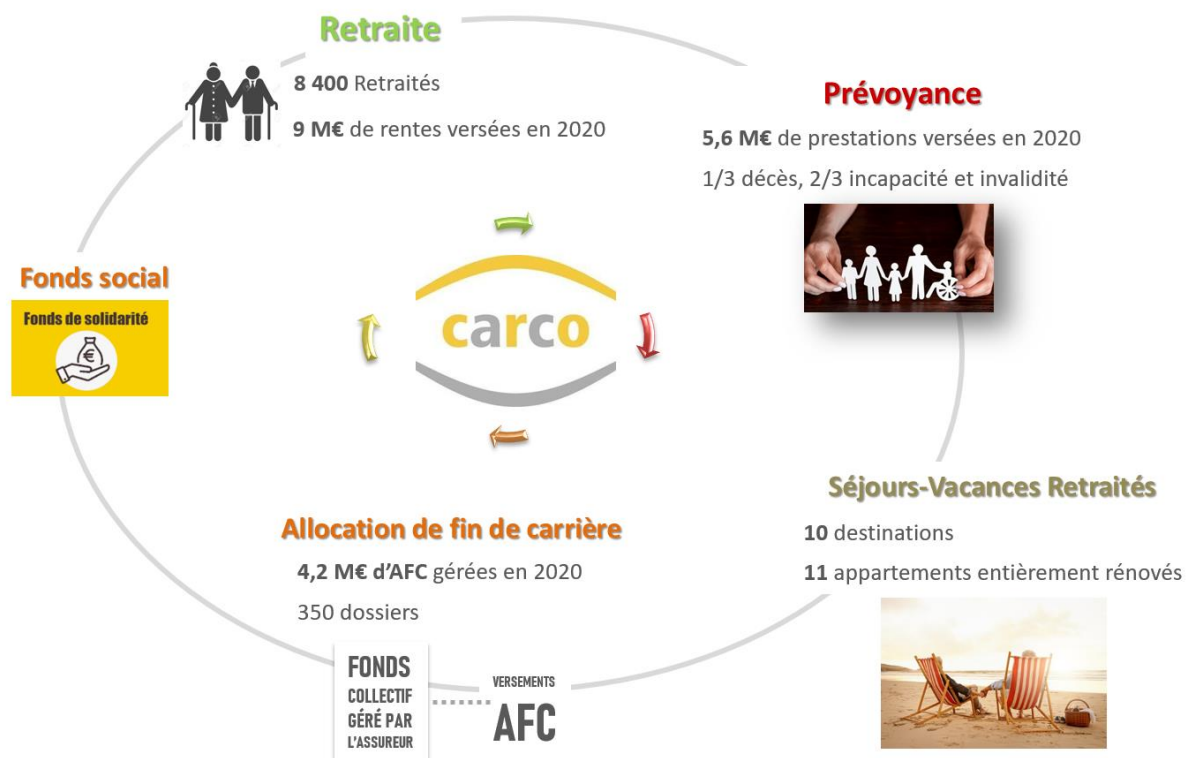 Retraite
8 400 Retraités
9 M€ de rentes versées en 2020
Prévoyance
5,6 M€ de prestations versées en 2020
1/3 décès, 2/3 incapacité et invalidité
Fonds social
Fonds de solidarité
€
carco
Séjours-Vacances Retraités
10 destinations
11 appartements entièrement rénovés
Allocation de fin de carrière
4,2 M€ d’AFC gérées en 2020
350 dossiers
FONDS
COLLECTIF
GÉRÉ PAR
L'ASSUREUR
VERSEMENTS
AFC